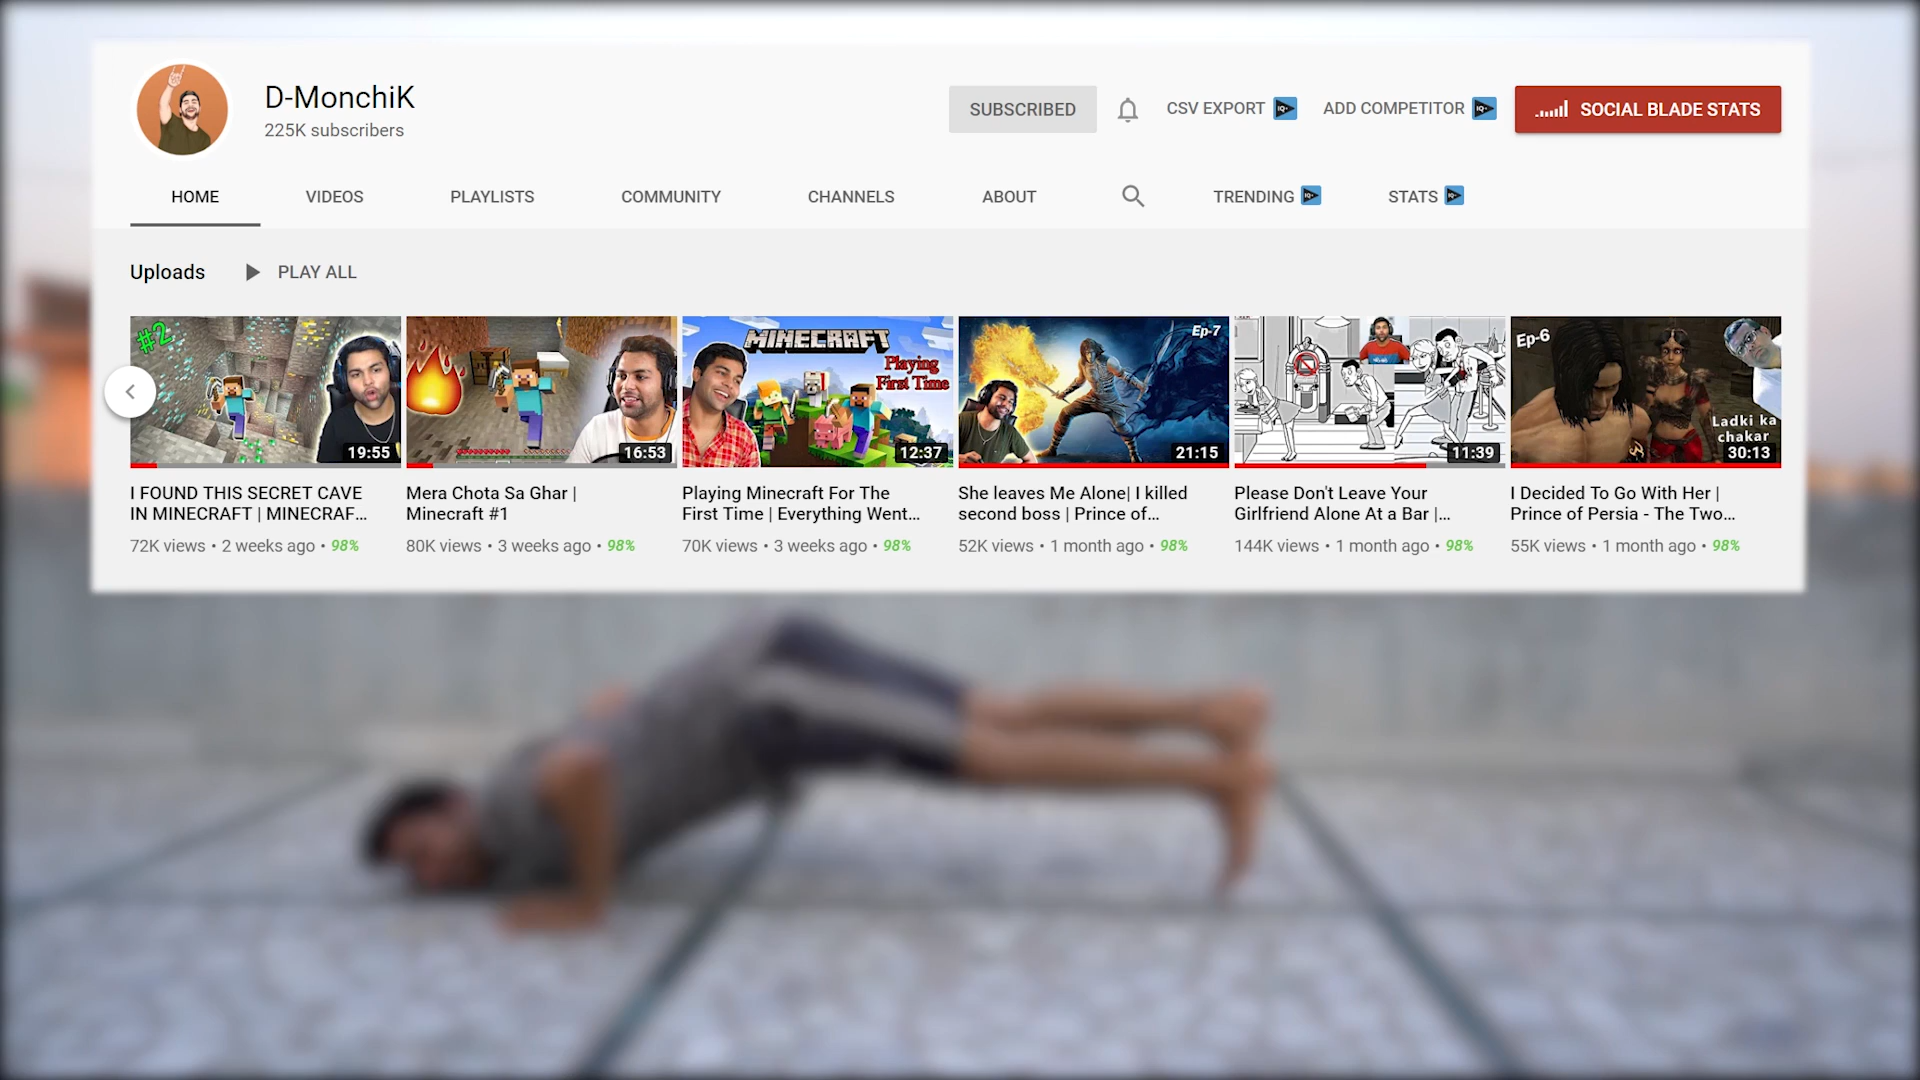 D-MonchiK
225K subscribers
SUBSCRIBED
CSV EXPORT IQ
ADD COMPETITOR IQ
SOCIAL BLADE STATS
HOME
VIDEOS
PLAYLISTS
COMMUNITY
CHANNELS
ABOUT
TRENDING IQ
STATS IQ
Uploads
PLAY ALL
#2
19:55
16:53
MINECRAFT
Playing
First Time
12:37
Ep-7
21:15
11:39
Ep-6
Ladki ka
chakar
30:13
I FOUND THIS SECRET CAVE
IN MINECRAFT | MINECRAF...
72K views • 2 weeks ago • 98%
Mera Chota Sa Ghar |
Minecraft #1
80K views • 3 weeks ago • 98%
Playing Minecraft For The
First Time | Everything Went...
70K views • 3 weeks ago • 98%
She leaves Me Alone| I killed
second boss | Prince of...
52K views • 1 month ago • 98%
Please Don't Leave Your
Girlfriend Alone At a Bar |...
144K views • 1 month ago • 98%
I Decided To Go With Her |
Prince of Persia - The Two...
55K views • 1 month ago • 98%